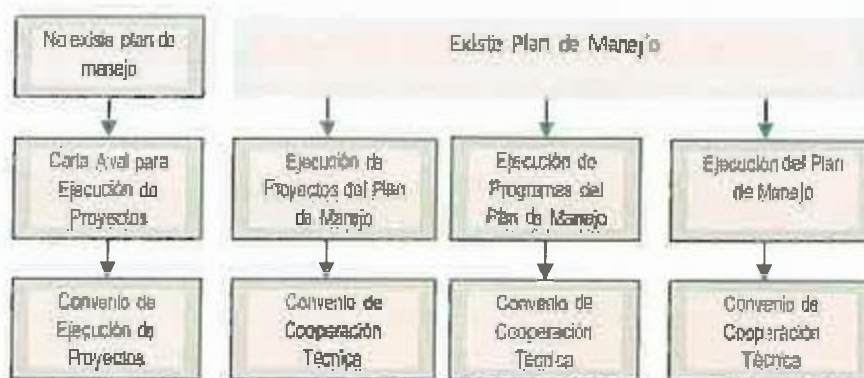 No existe plan de
manejo
Existe Plan de Manejo
Carta Aval para
Ejecución de
Proyectos
Ejecución de
Proyectos del Plan
de Manejo
Ejecución de
Programas del
Plan de Manejo
Ejecución del Plan
de Manejo
Convenio de
Ejecución de
Proyectos
Convenio de
Cooperación
Técnica
Convenio de
Cooperación
Técnica
Convenio de
Cooperación
Técnica